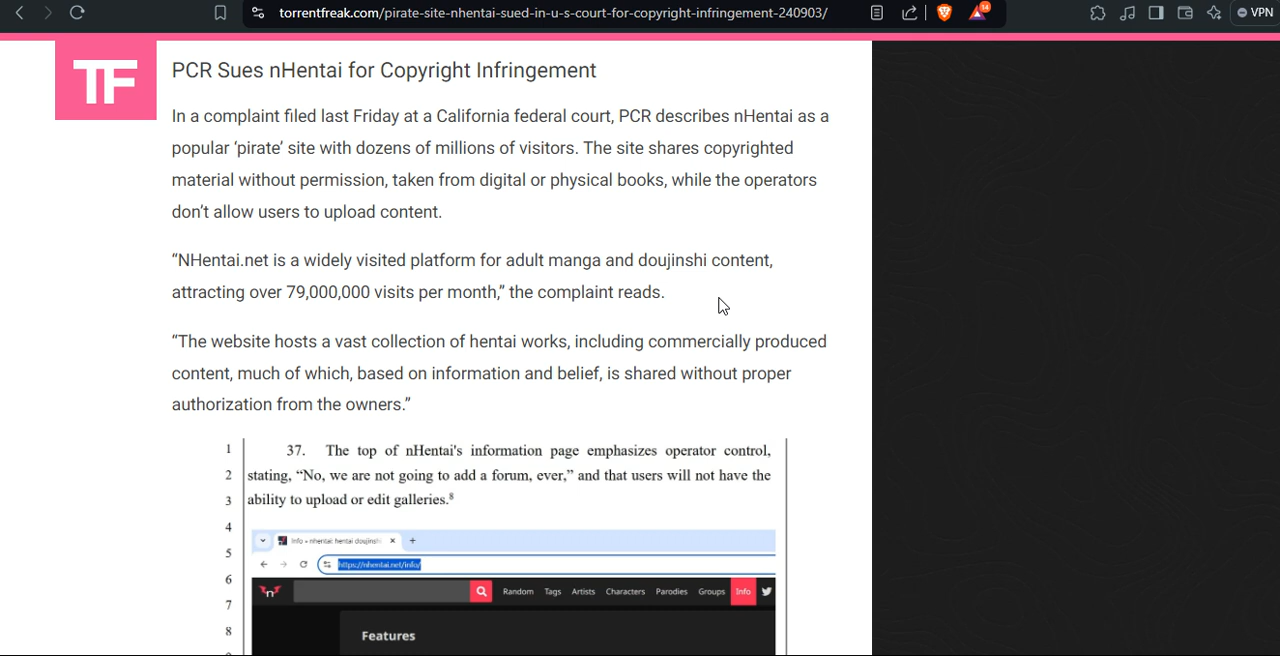 torrentfreak.com/pirate-site-nhentai-sued-in-u-s-court-for-copyright-infringement-240903/
14
VPN
TF
PCR Sues nHentai for Copyright Infringement
In a complaint filed last Friday at a California federal court, PCR describes nHentai as a
popular ‘pirate’ site with dozens of millions of visitors. The site shares copyrighted
material without permission, taken from digital or physical books, while the operators
don’t allow users to upload content.
“NHentai.net is a widely visited platform for adult manga and doujinshi content,
attracting over 79,000,000 visits per month,” the complaint reads.
“The website hosts a vast collection of hentai works, including commercially produced
content, much of which, based on information and belief, is shared without proper
authorization from the owners.”
1 37. The top of nHentai's information page emphasizes operator control,
2 stating, “No, we are not going to add a forum, ever,” and that users will not have the
3 ability to upload or edit galleries.8
4
Info » nhentai: hentai doujinshi
5
https://nhentai.net/info/
6
n Random Tags Artists Characters Parodies Groups Info
7
8 Features